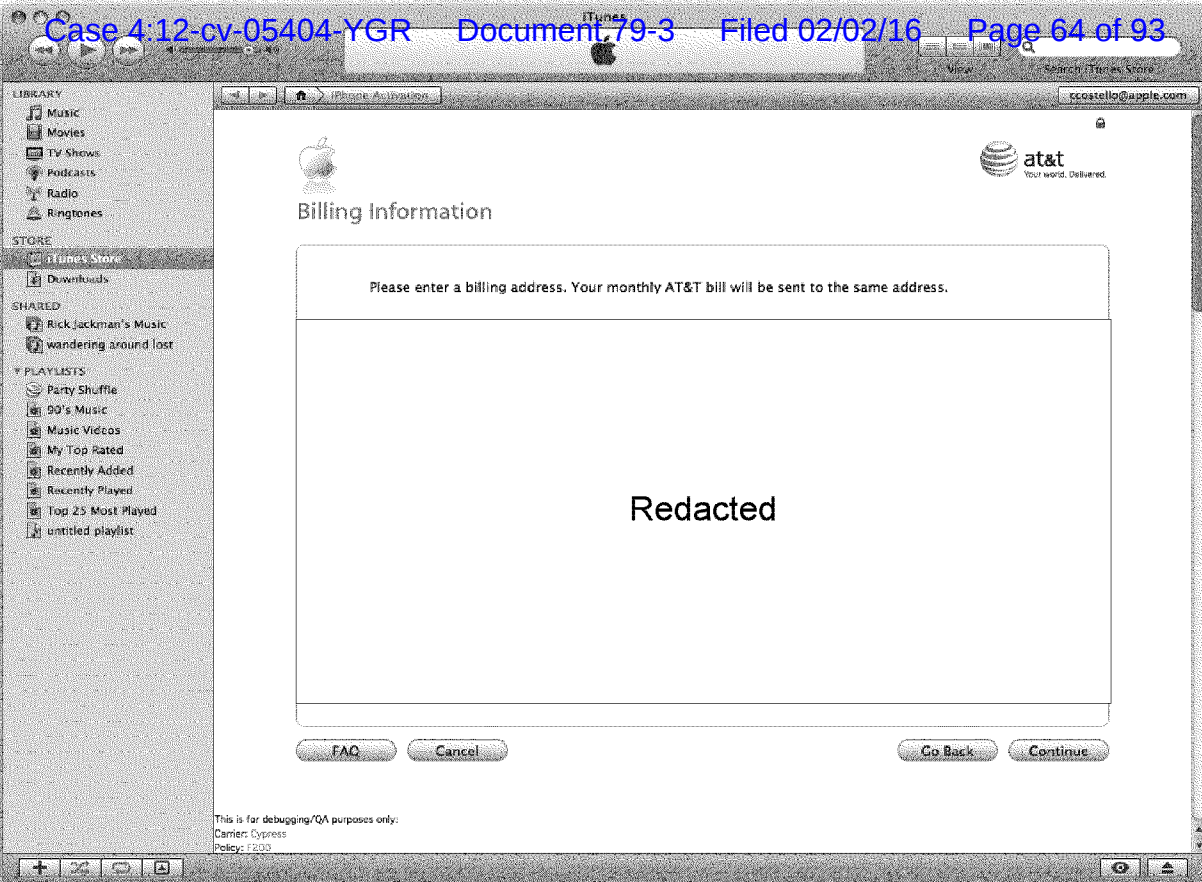 iTunes
Case 4:12-cv-05404-YGR Document 79-3 Filed 02/02/16 Page 64 of 93
View
Search iTunes Store
iPhone Activation
ccostello@apple.com
LIBRARY
Music
Movies
TV Shows
Podcasts
Radio
Ringtones
STORE
iTunes Store
Downloads
SHARED
Rick Jackman's Music
wandering around lost
PLAYLISTS
Party Shuffle
90's Music
Music Videos
My Top Rated
Recently Added
Recently Played
Top 25 Most Played
untitled playlist
at&t
Your world. Delivered.
Billing Information
Please enter a billing address. Your monthly AT&T bill will be sent to the same address.
Redacted
FAQ
Cancel
Go Back
Continue
This is for debugging/QA purposes only:
Carrier: Cypress
Policy: F200